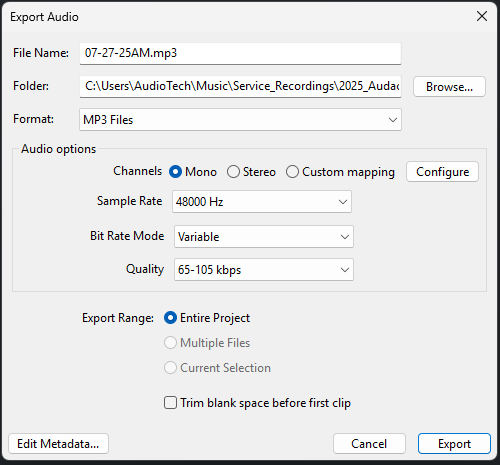 Export Audio
File Name: 07-27-25AM.mp3
Folder: C:\Users\AudioTech\Music\Service_Recordings\2025_Audac Browse...
Format: MP3 Files
Audio options
Channels Mono Stereo Custom mapping Configure
Sample Rate 48000 Hz
Bit Rate Mode Variable
Quality 65-105 kbps
Export Range: Entire Project
Multiple Files
Current Selection
Trim blank space before first clip
Edit Metadata... Cancel Export